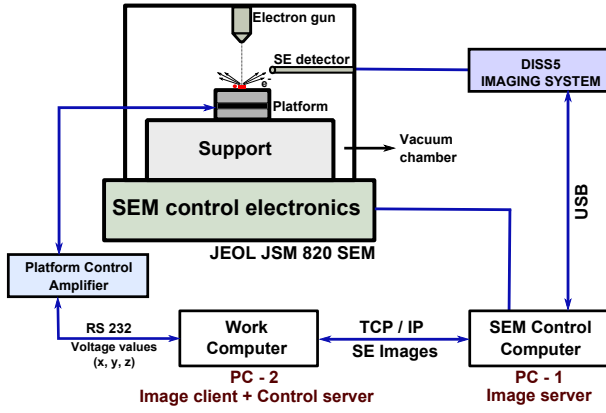 Electron gun
SE detector
e-
Platform
DISS5
IMAGING SYSTEM
Support
Vacuum
chamber
USB
SEM control electronics
JEOL JSM 820 SEM
Platform Control
Amplifier
RS 232
Voltage values
(x, y, z)
Work
Computer
TCP / IP
SE Images
SEM Control
Computer
PC - 2
Image client + Control server
PC - 1
Image server